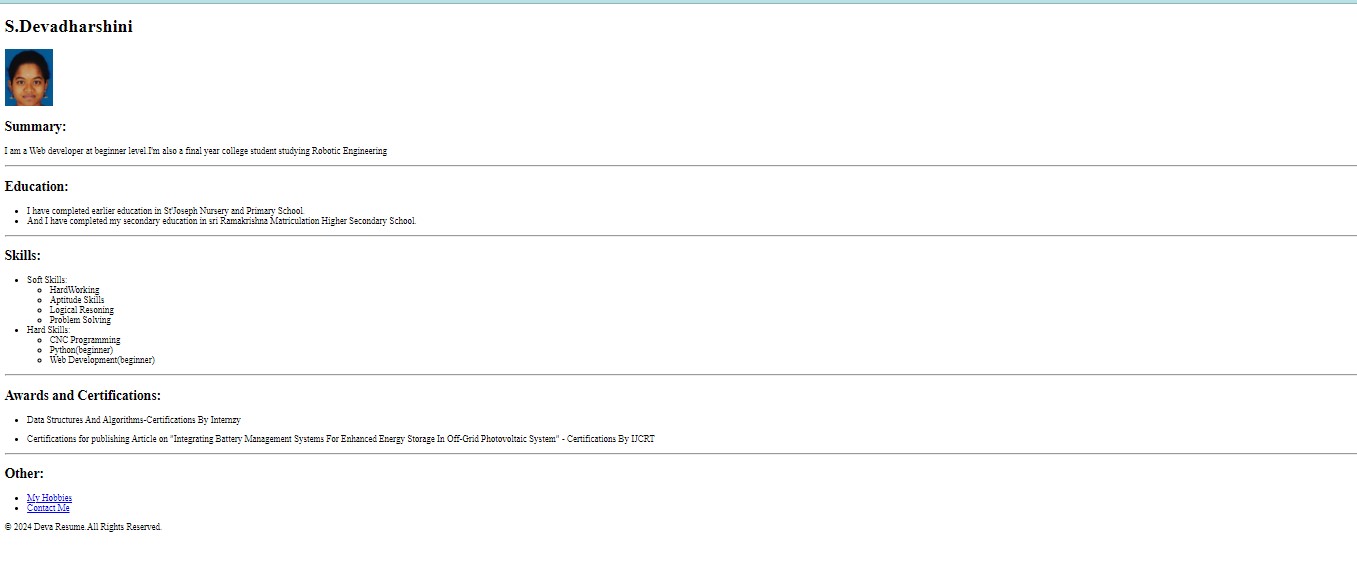 S.Devadharshini
Summary:
I am a Web developer at beginner level.I'm also a final year college student studying Robotic Engineering
Education:
I have completed earlier education in St'Joseph Nursery and Primary School.
And I have completed my secondary education in sri Ramakrishna Matriculation Higher Secondary School.
Skills:
Soft Skills:
HardWorking
Aptitude Skills
Logical Resoning
Problem Solving
Hard Skills:
CNC Programming
Python(beginner)
Web Development(beginner)
Awards and Certifications:
Data Structures And Algorithms-Certifications By Internzy
Certifications for publishing Article on "Integrating Battery Management Systems For Enhanced Energy Storage In Off-Grid Photovoltaic System" - Certifications By IJCRT
Other:
My Hobbies
Contact Me
© 2024 Deva Resume.All Rights Reserved.